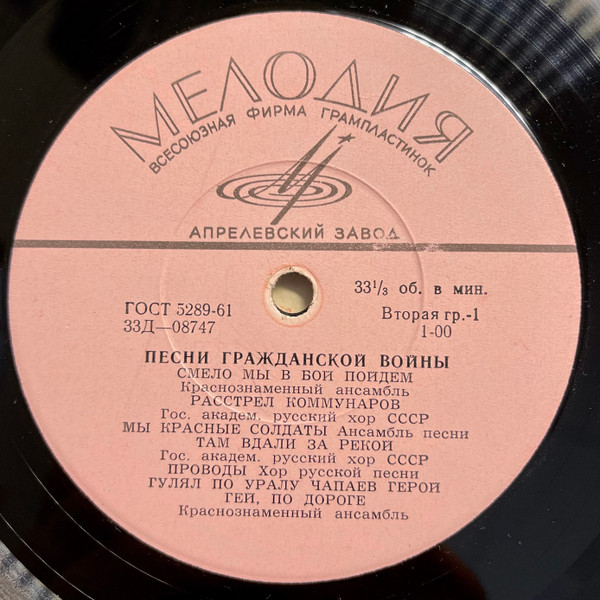 МЕЛОДИЯ
ВСЕСОЮЗНАЯ ФИРМА ГРАМПЛАСТИНОК
АПРЕЛЕВСКИЙ ЗАВОД
33 1/3 об. в мин.
ГОСТ 5289-61
Вторая гр.-1
33Д—08747
1-00
ПЕСНИ ГРАЖДАНСКОЙ ВОЙНЫ
СМЕЛО МЫ В БОЙ ПОЙДЕМ
Краснознаменный ансамбль
РАССТРЕЛ КОММУНАРОВ
Гос. академ. русский хор СССР
МЫ КРАСНЫЕ СОЛДАТЫ Ансамбль песни
ТАМ ВДАЛИ ЗА РЕКОЙ
Гос. академ. русский хор СССР
ПРОВОДЫ Хор русской песни
ГУЛЯЛ ПО УРАЛУ ЧАПАЕВ ГЕРОЙ
ГЕЙ, ПО ДОРОГЕ
Краснознаменный ансамбль